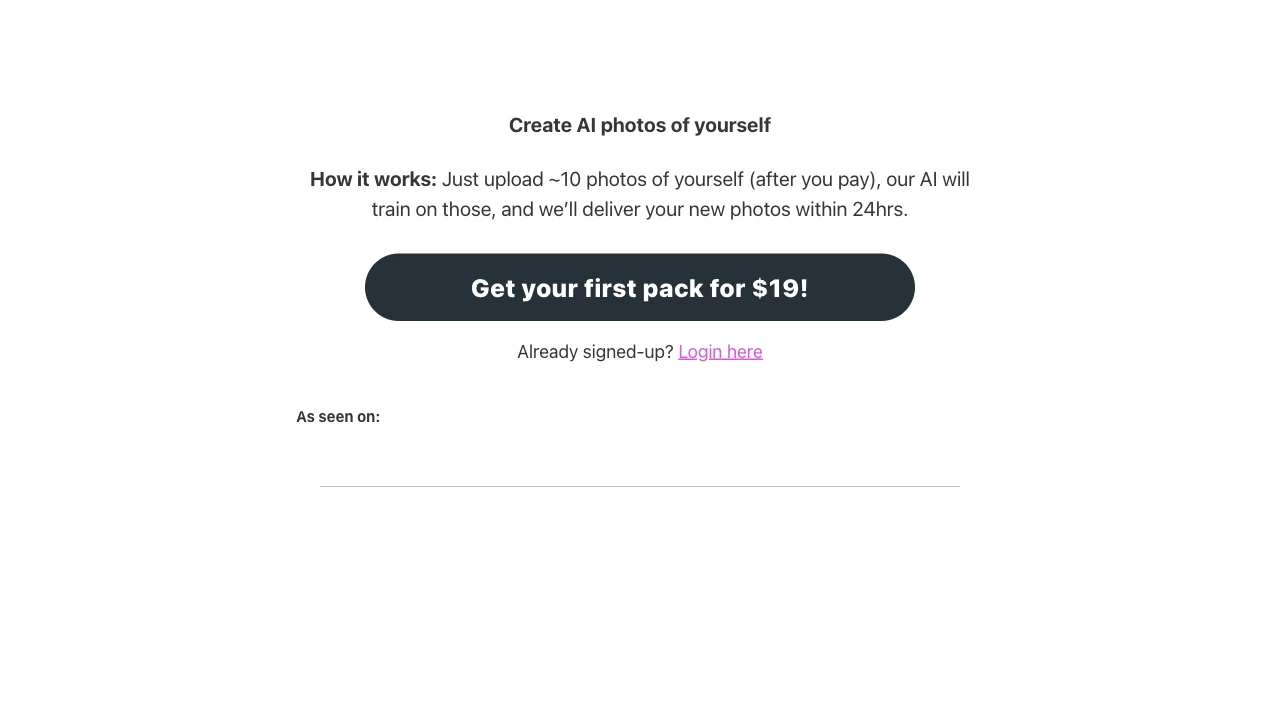 Create AI photos of yourself
How it works: Just upload ~10 photos of yourself (after you pay), our AI will
train on those, and we’ll deliver your new photos within 24hrs.
Get your first pack for $19!
Already signed-up? Login here
As seen on: